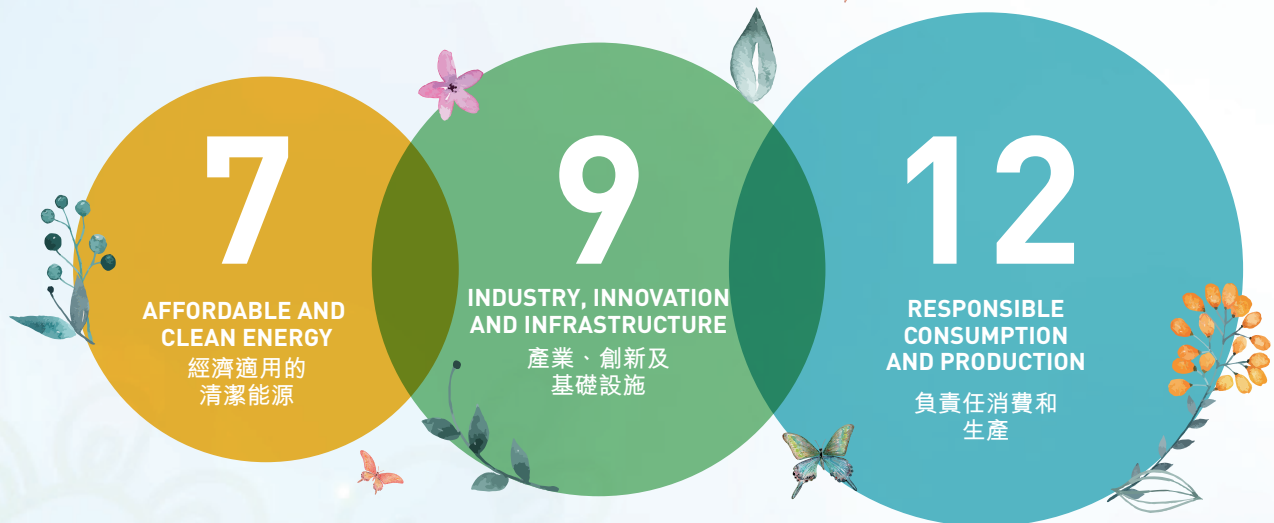 7
AFFORDABLE AND
CLEAN ENERGY
經濟適用的
清潔能源
9
INDUSTRY, INNOVATION
AND INFRASTRUCTURE
產業、創新及
基礎設施
12
RESPONSIBLE
CONSUMPTION
AND PRODUCTION
負責任消費和
生產